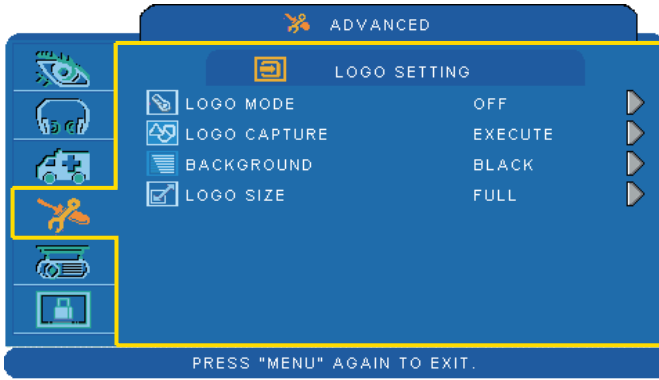 ADVANCED
LOGO SETTING
LOGO MODE OFF
LOGO CAPTURE EXECUTE
BACKGROUND BLACK
LOGO SIZE FULL
PRESS "MENU" AGAIN TO EXIT.